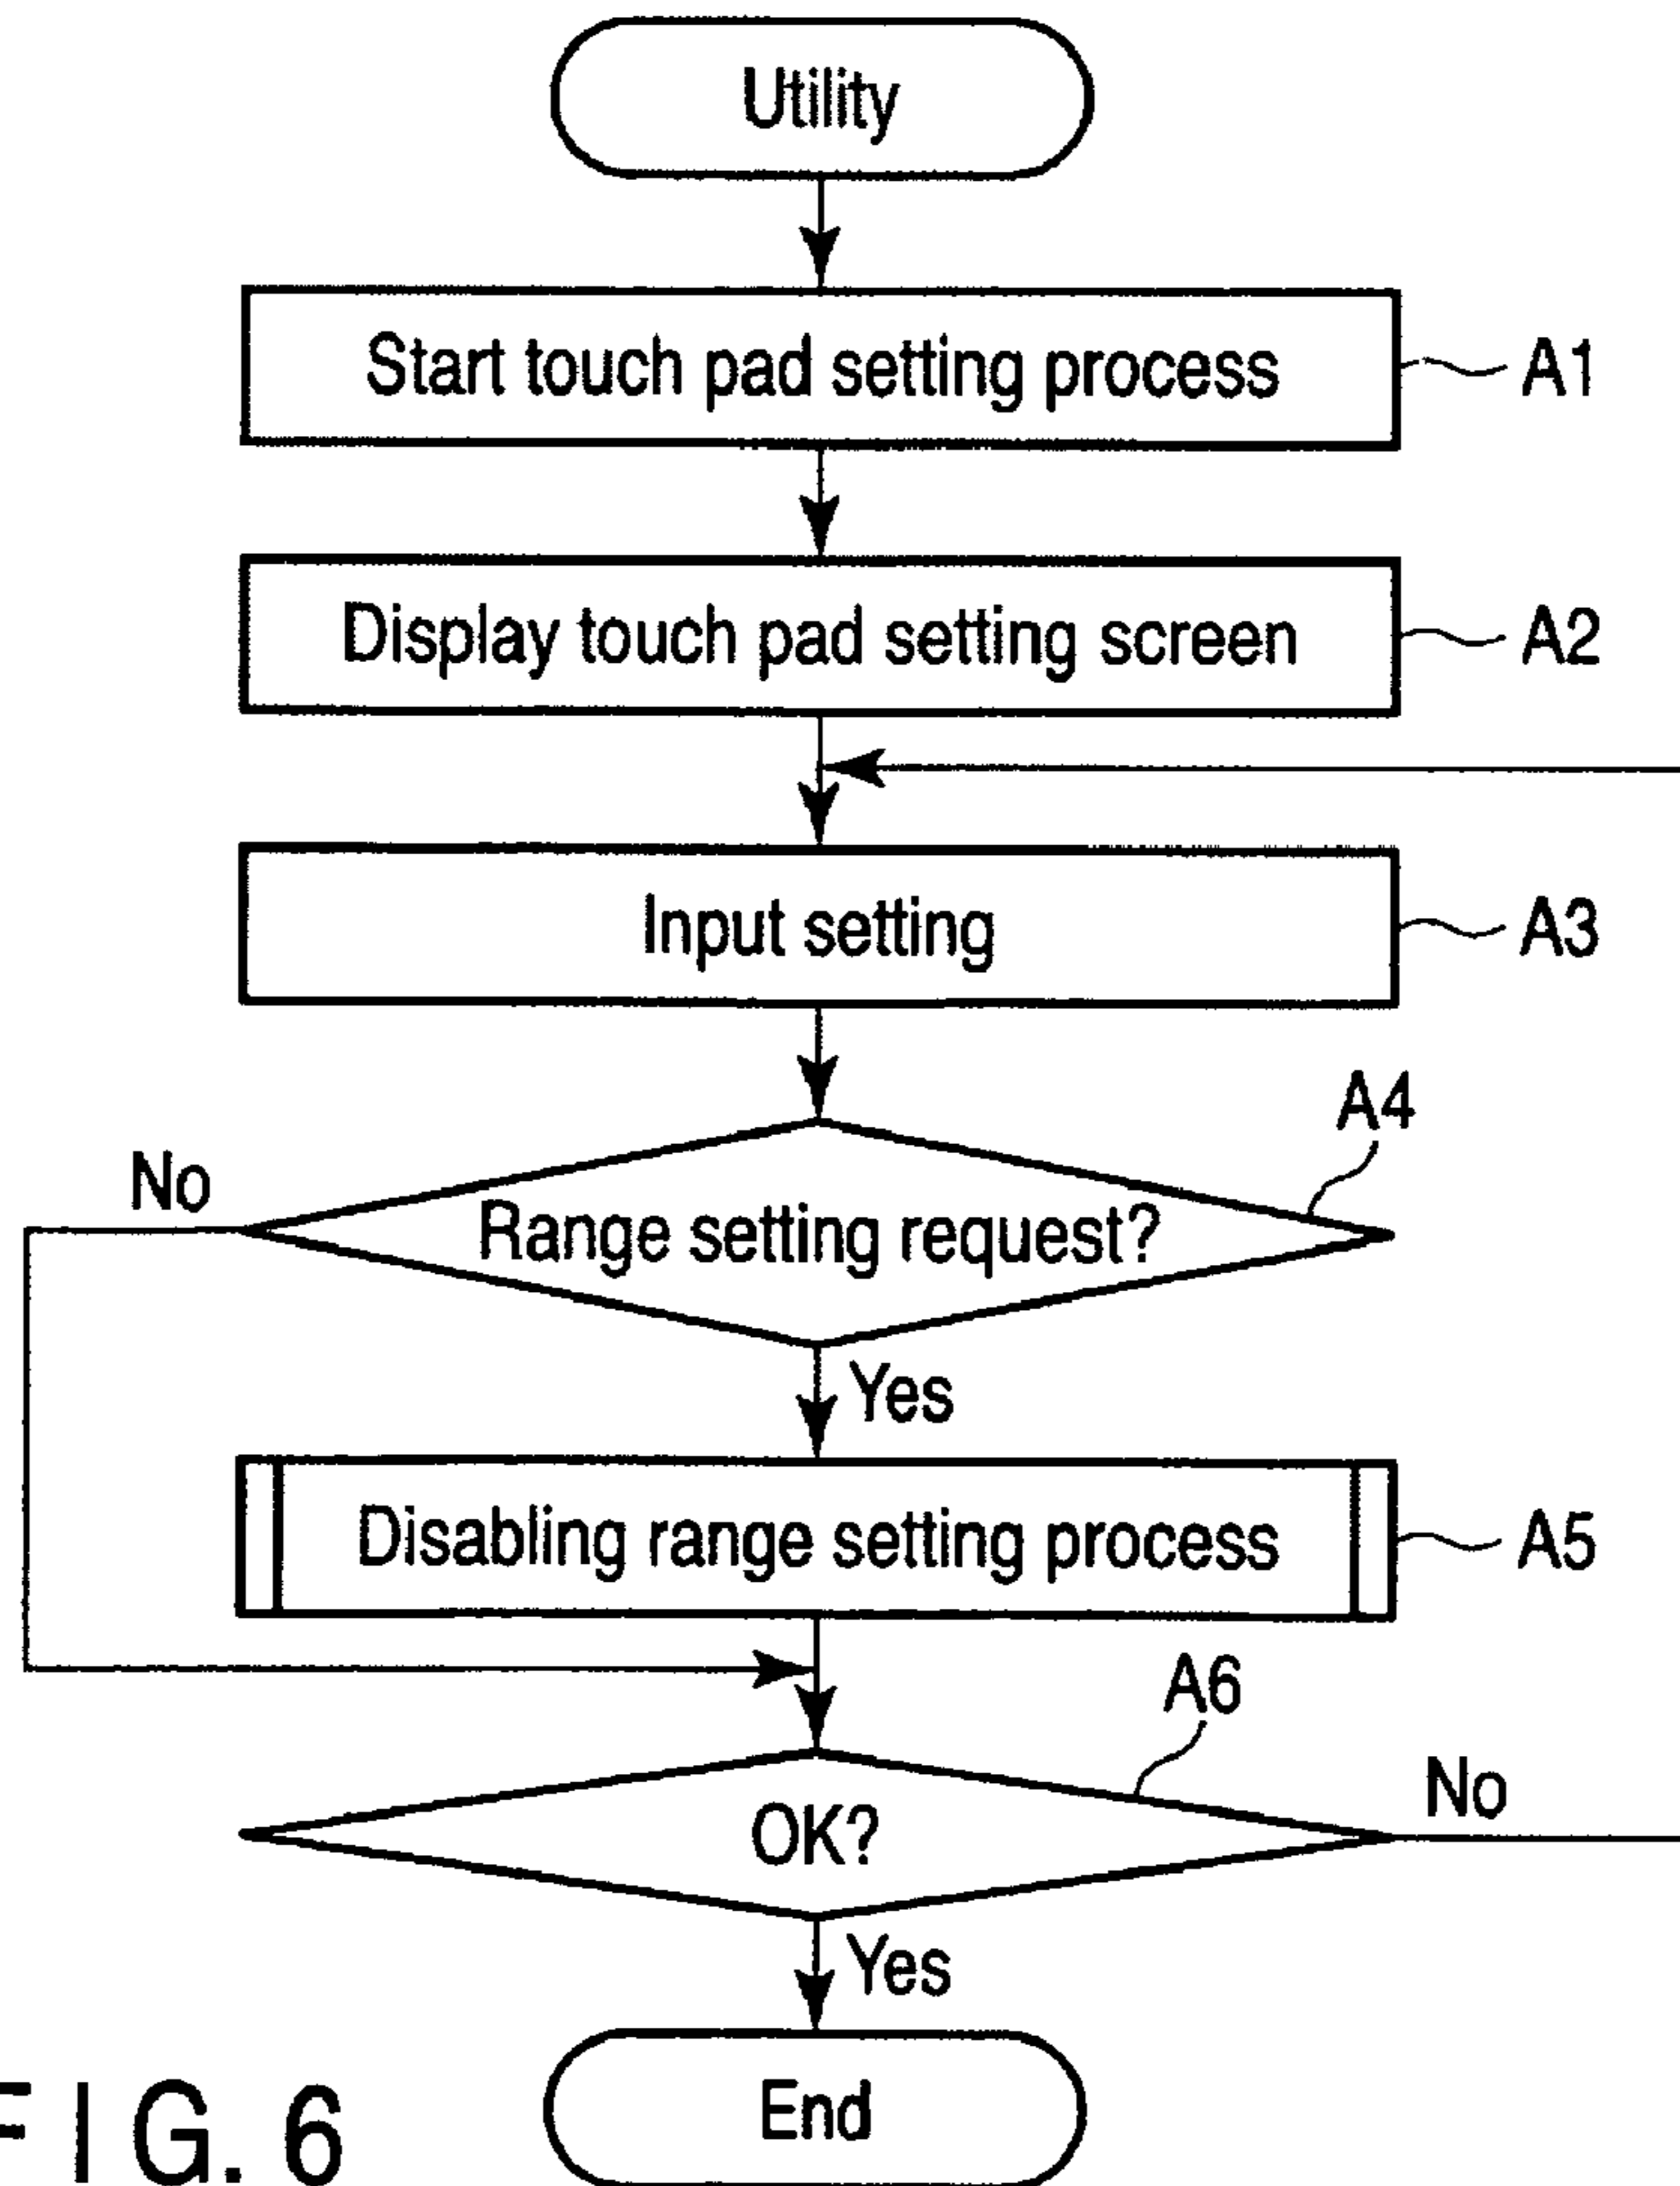 Utility
Start touch pad setting process
A1
Display touch pad setting screen
A2
Input setting
A3
A4
No
Range setting request?
Yes
Disabling range setting process
A5
A6
No
OK?
Yes
End
FIG. 6